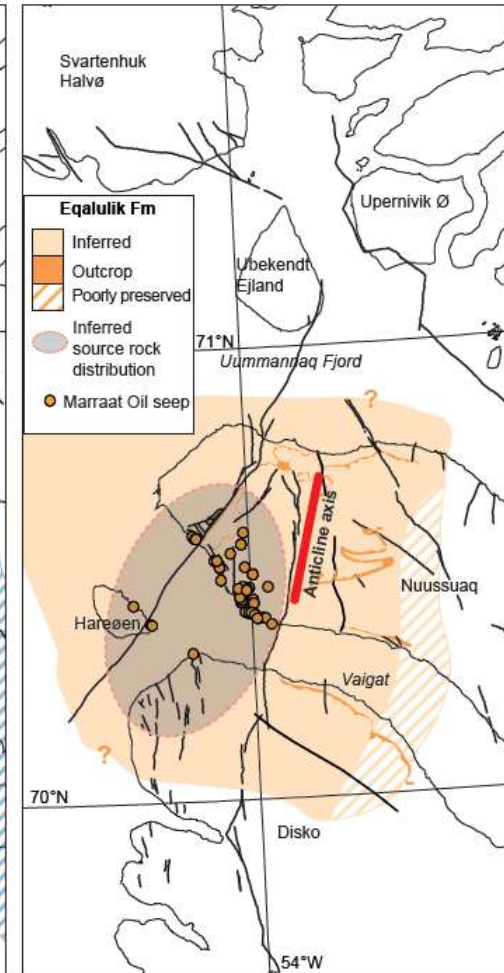 Svartenhuk
Halvø
Upernivik Ø
Eqalulik Fm
Inferred
Outcrop
Poorly preserved
Inferred
source rock
distribution
Marraat Oil seep
Ubekendt
Ejland
71°N
Uummannaq Fjord
?
Anticline axis
Nuussuaq
Hareøen
Vaigat
?
70°N
Disko
54°W